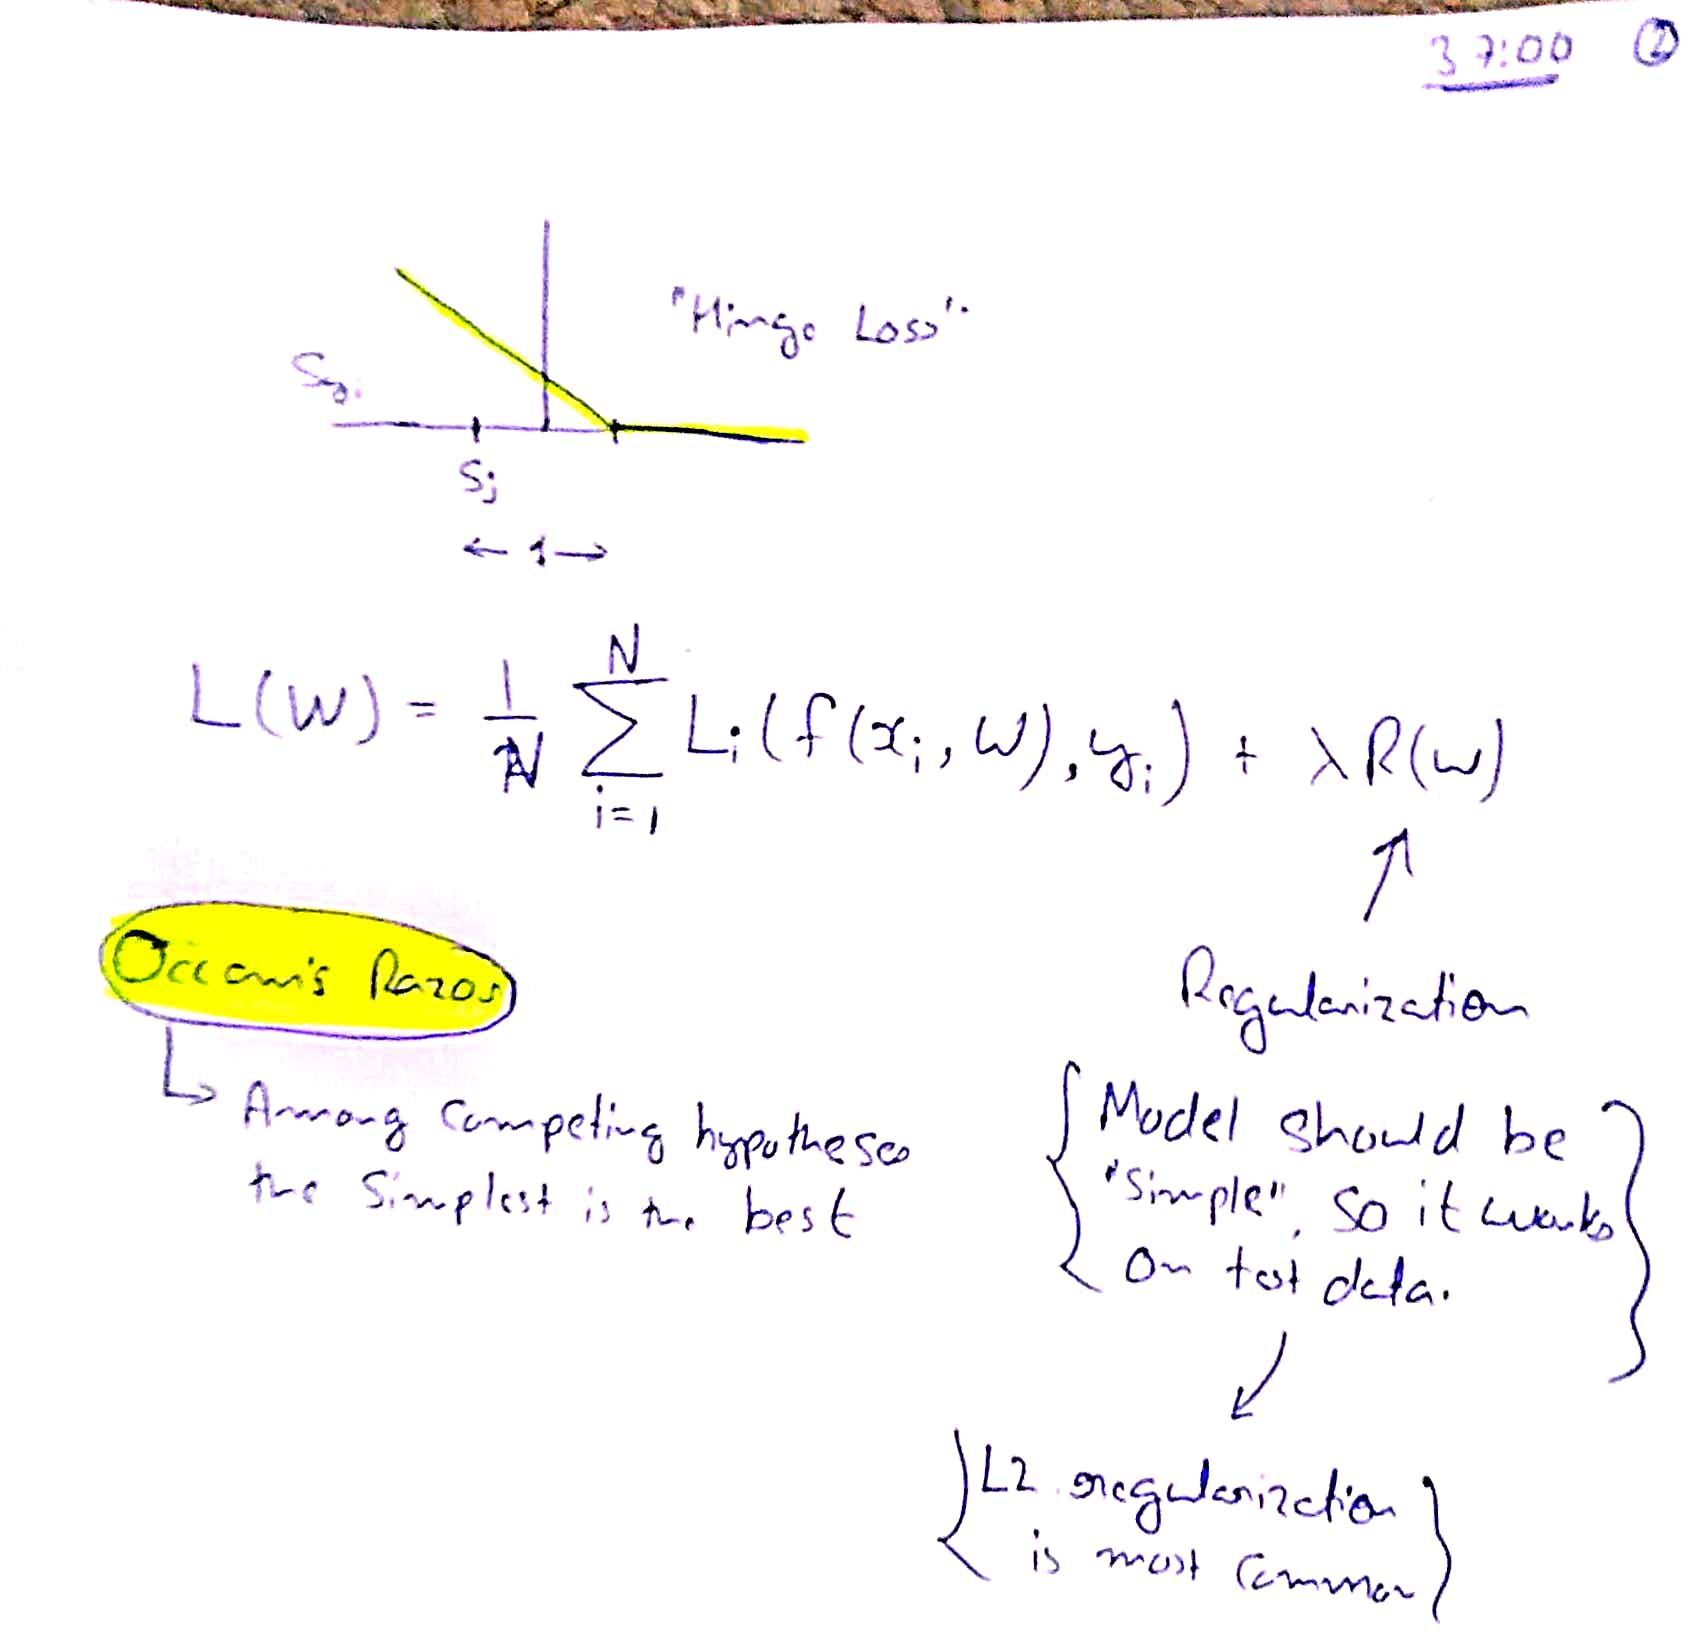 37:00 2
"Hinge Loss"
S_{y_i}
S_j
← 1 →
L(W) = \frac{1}{N} \sum_{i=1}^{N} L_i(f(x_i, W), y_i) + λR(W)
Occam's Razor
Among competing hypotheses
the Simplest is the best
Regularization
Model should be
"Simple", so it works
on test data.
L2 regularization
is most common